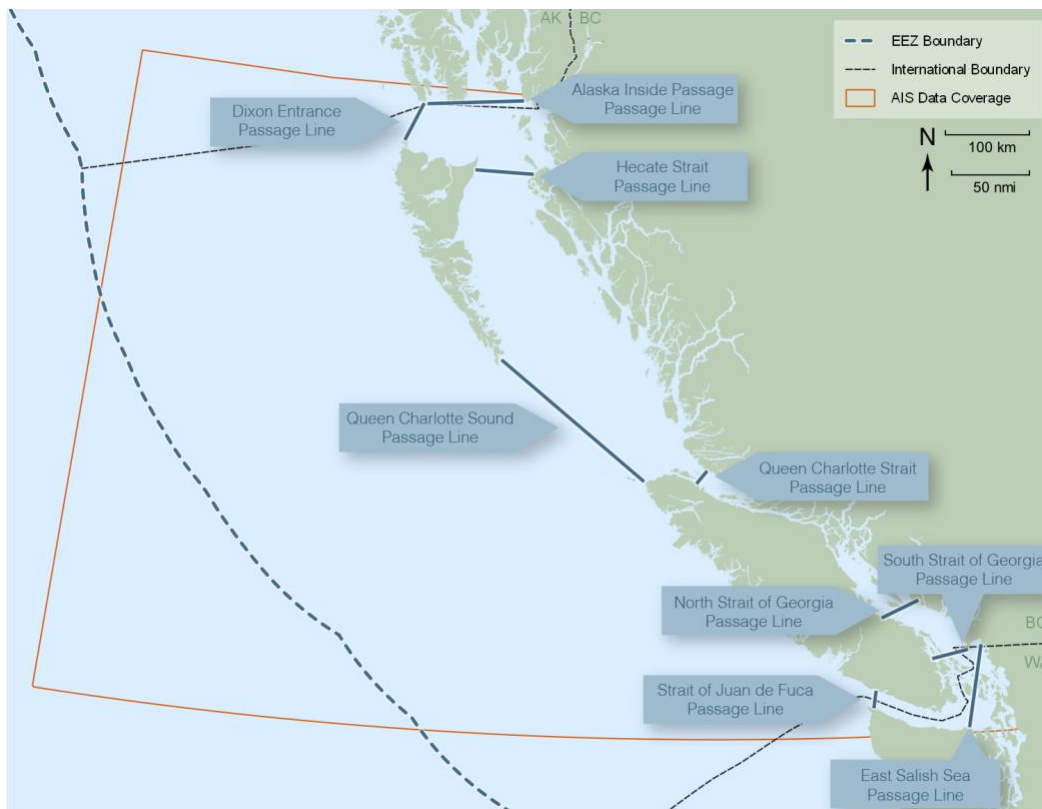 AK
BC
EEZ Boundary
International Boundary
AIS Data Coverage
N
100 km
50 nmi
Alaska Inside Passage
Passage Line
Dixon Entrance
Passage Line
Hecate Strait
Passage Line
Queen Charlotte Sound
Passage Line
Queen Charlotte Strait
Passage Line
South Strait of Georgia
Passage Line
North Strait of Georgia
Passage Line
BC
WA
Strait of Juan de Fuca
Passage Line
East Salish Sea
Passage Line